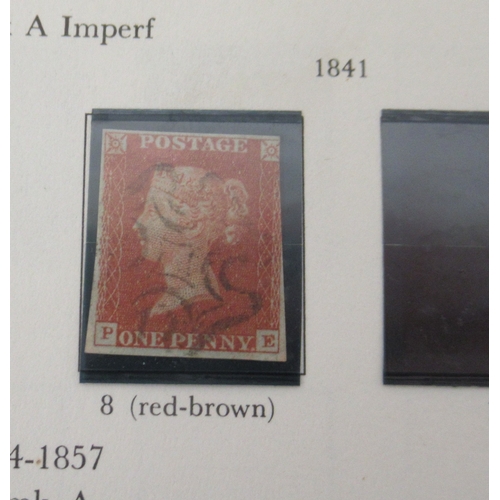 A Imperf
1841
POSTAGE
P ONE PENNY. E
8 (red-brown)
4-1857
A